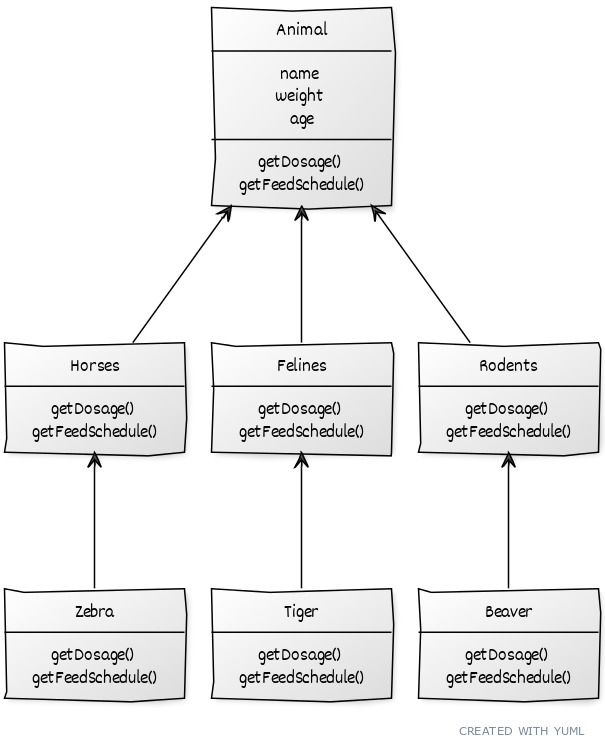 Animal
name
weight
age
getDosage()
getFeedSchedule()
Horses
getDosage()
getFeedSchedule()
Felines
getDosage()
getFeedSchedule()
Rodents
getDosage()
getFeedSchedule()
Zebra
getDosage()
getFeedSchedule()
Tiger
getDosage()
getFeedSchedule()
Beaver
getDosage()
getFeedSchedule()
CREATED WITH YUML